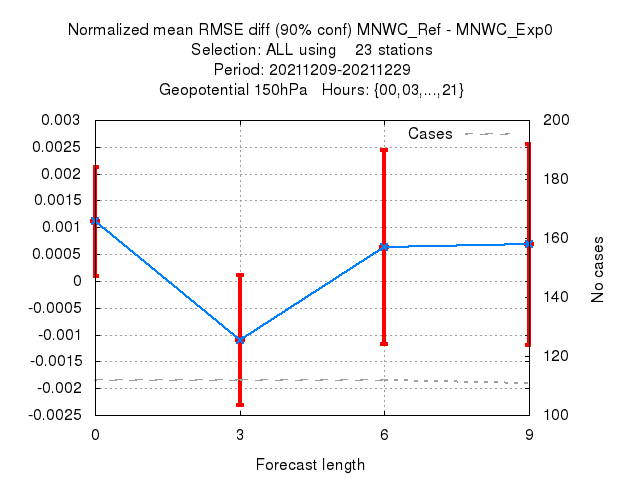 Normalized mean RMSE diff (90% conf) MNWC_Ref - MNWC_Exp0
Selection: ALL using    23 stations
Period: 20211209-20211229
Geopotential 150hPa   Hours: {00,03,...,21}
Cases
0.003
0.0025
0.002
0.0015
0.001
0.0005
0
-0.0005
-0.001
-0.0015
-0.002
-0.0025
200
180
160
140
120
100
No cases
0 3 6 9
Forecast length